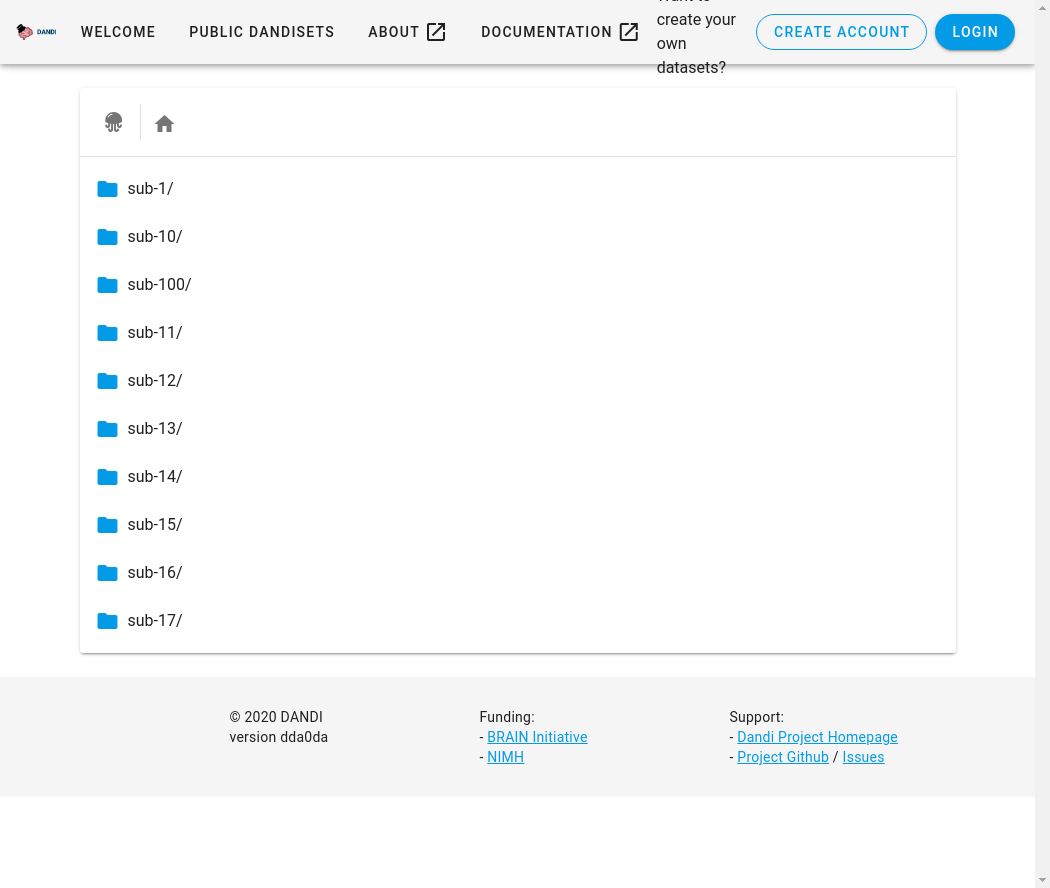 DANDI
WELCOME
PUBLIC DANDISETS
ABOUT
DOCUMENTATION
Want to
create your
own
datasets?
CREATE ACCOUNT
LOGIN
sub-1/
sub-10/
sub-100/
sub-11/
sub-12/
sub-13/
sub-14/
sub-15/
sub-16/
sub-17/
© 2020 DANDI
version dda0da
Funding:
- BRAIN Initiative
- NIMH
Support:
- Dandi Project Homepage
- Project Github / Issues